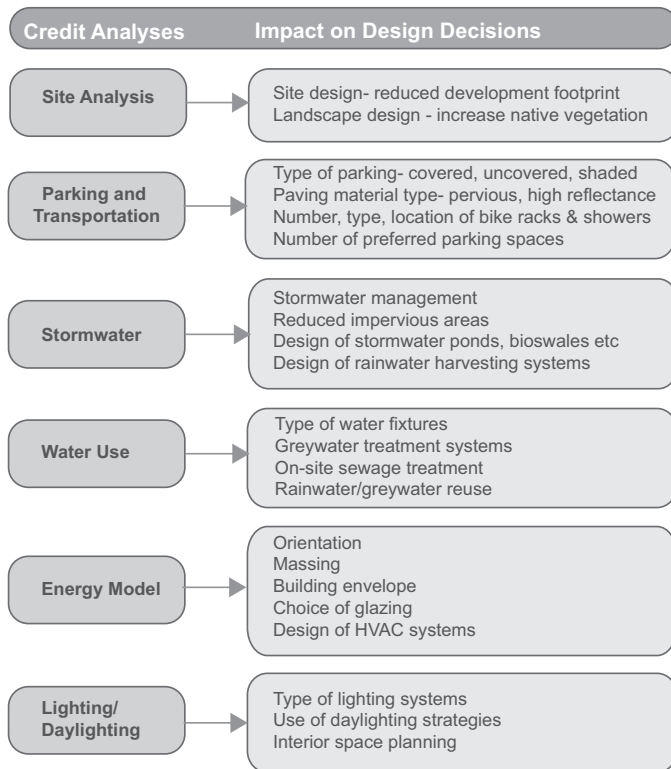 Credit Analyses Impact on Design Decisions
Site Analysis
Site design- reduced development footprint
Landscape design - increase native vegetation
Parking and
Transportation
Type of parking- covered, uncovered, shaded
Paving material type- pervious, high reflectance
Number, type, location of bike racks & showers
Number of preferred parking spaces
Stormwater
Stormwater management
Reduced impervious areas
Design of stormwater ponds, bioswales etc
Design of rainwater harvesting systems
Water Use
Type of water fixtures
Greywater treatment systems
On-site sewage treatment
Rainwater/greywater reuse
Energy Model
Orientation
Massing
Building envelope
Choice of glazing
Design of HVAC systems
Lighting/
Daylighting
Type of lighting systems
Use of daylighting strategies
Interior space planning